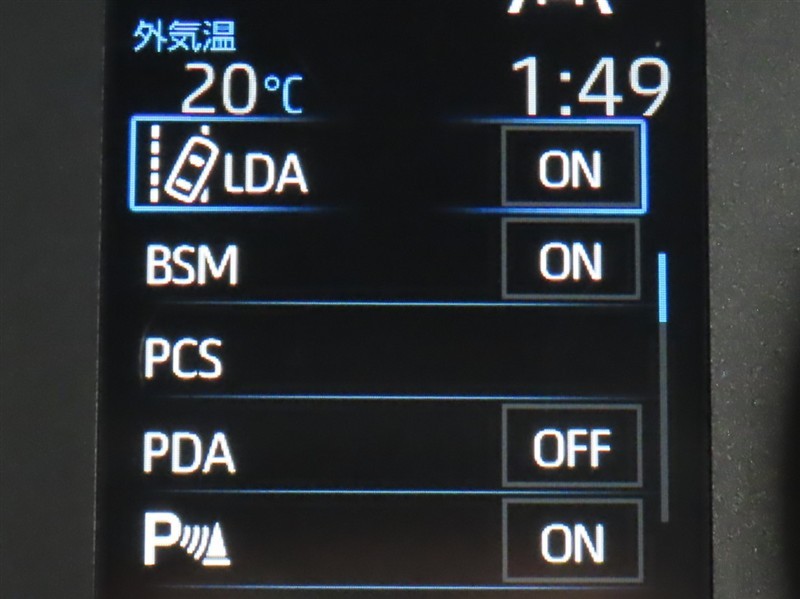 外気温
20℃ 1:49
LDA ON
BSM ON
PCS
PDA OFF
P ON